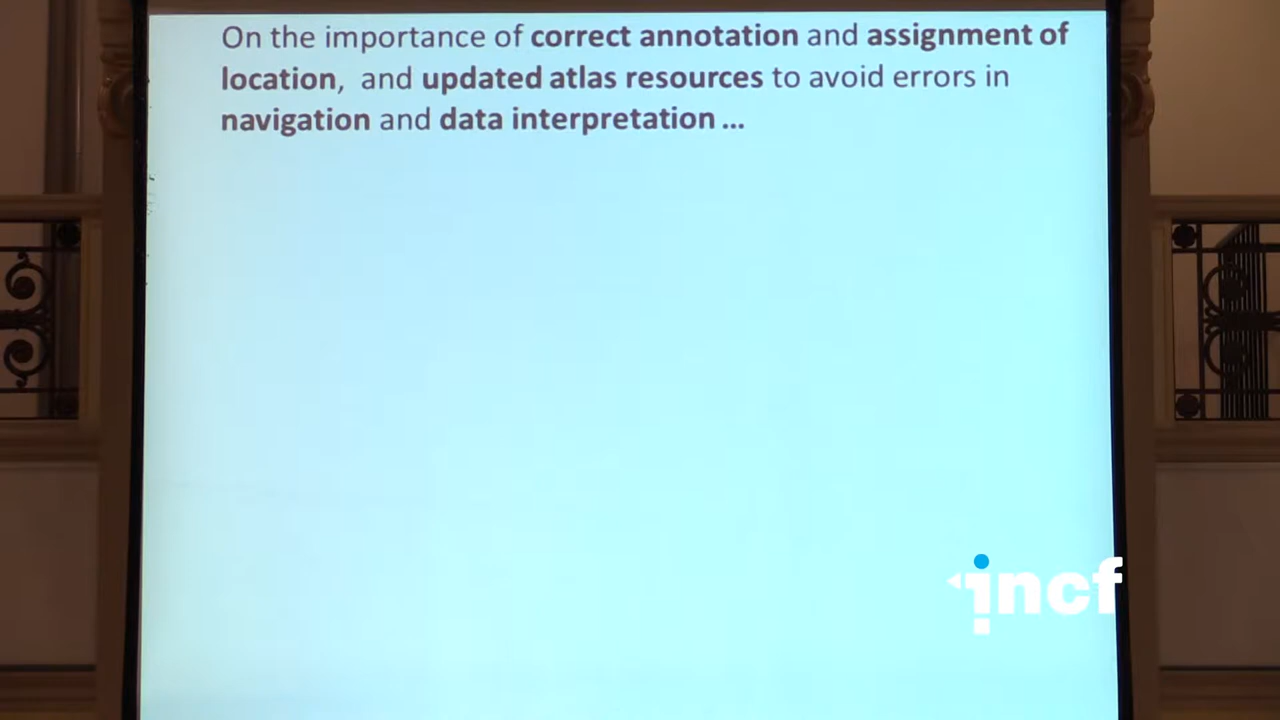 On the importance of correct annotation and assignment of
location,  and updated atlas resources to avoid errors in
navigation and data interpretation ...
incf